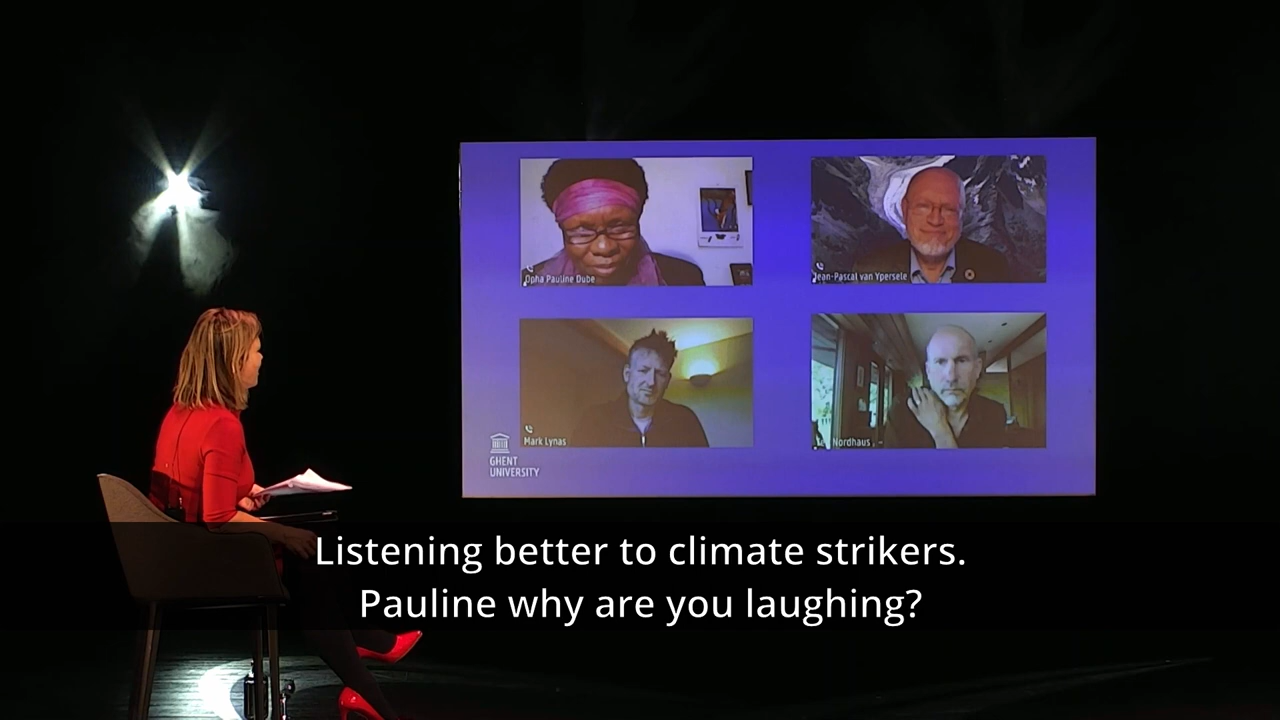 Opha Pauline Dube
Jean-Pascal van Ypersele
Mark Lynas
Nordhaus
GHENT
UNIVERSITY
Listening better to climate strikers.
Pauline why are you laughing?